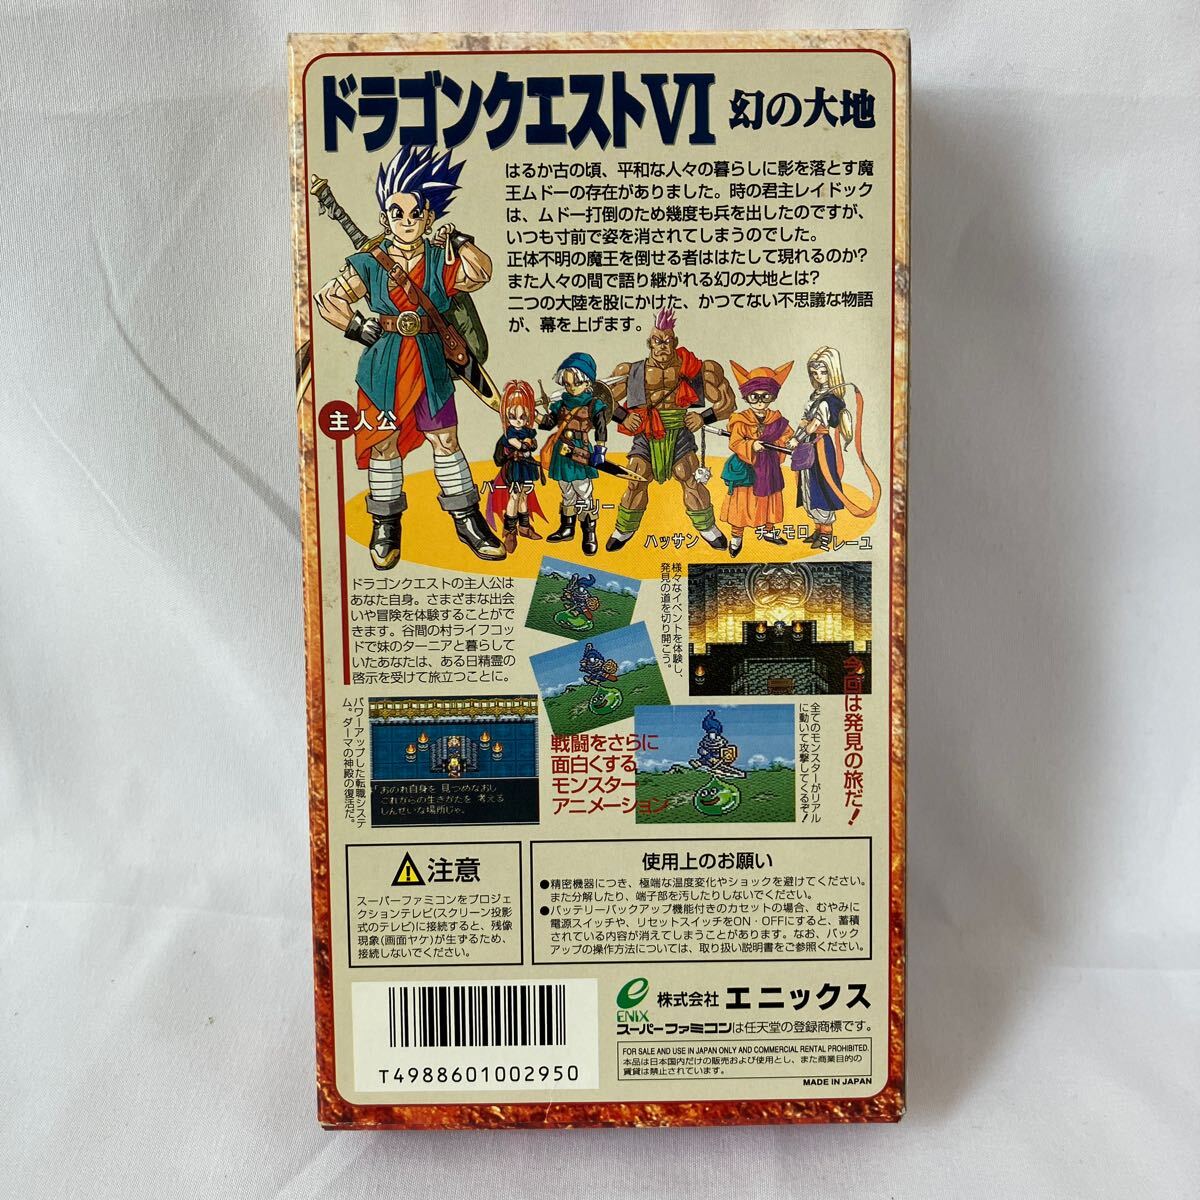 ドラゴンクエストVI 幻の大地
はるか古の頃、平和な人々の暮らしに影を落とす魔
王ムドーの存在がありました。時の君主レイドック
は、ムドー打倒のため幾度も兵を出したのですが、
いつも寸前で姿を消されてしまうのでした。
正体不明の魔王を倒せる者ははたして現れるのか?
また人々の間で語り継がれる幻の大地とは?
二つの大陸を股にかけた、かつてない不思議な物語
が、幕を上げます。
主人公
バーバラ
テリー
ハッサン
チャモロ
ミレーユ
ドラゴンクエストの主人公は
あなた自身。さまざまな出会
いや冒険を体験することがで
きます。谷間の村ライフコッ
ドで妹のターニアと暮らして
いたあなたは、ある日精霊の
啓示を受けて旅立つことに。
様々なイベントを体験し、
発見の道を切り開こう。
今回は発見の旅だ!
パワーアップした転職システ
ム。ダーマの神殿の復活だ。
「おのれ自身を 見つめなおし
これからの生きかたを 考える
しんせいな場所じゃ。
戦闘をさらに
面白くする
モンスター
アニメーション
全てのモンスターがリアル
に動いて攻撃してくるぞ!
注意
スーパーファミコンをプロジェ
クションテレビ(スクリーン投影
式のテレビ)に接続すると、残像
現象(画面ヤケ)が生ずるため、
接続しないでください。
使用上のお願い
●精密機器につき、極端な温度変化やショックを避けてください。
また分解したり、端子部を汚したりしないでください。
●バッテリーバックアップ機能付きのカセットの場合、むやみに
電源スイッチや、リセットスイッチをON・OFFにすると、蓄積
されている内容が消えてしまうことがあります。なお、バック
アップの操作方法については、取り扱い説明書をご参照ください。
T4988601002950
ENIX
株式会社 エニックス
スーパーファミコンは任天堂の登録商標です。
FOR SALE AND USE IN JAPAN ONLY AND COMMERCIAL RENTAL PROHIBITED.
本品は日本国内だけの販売および使用とし、また商業目的の
賃貸は禁止されています。
MADE IN JAPAN